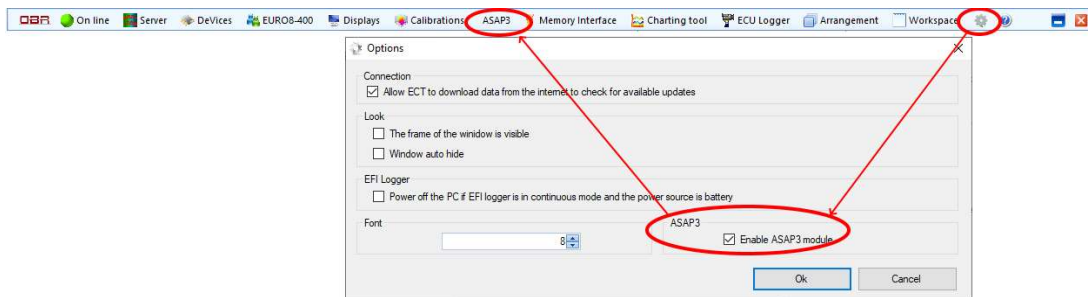 OBR On line Server DeVices EURO8-400 Displays Calibrations ASAP3 Memory Interface Charting tool ECU Logger Arrangement Workspace
Options
Connection
Allow ECT to download data from the internet to check for available updates
Look
The frame of the winidow is visible
Window auto hide
EFI Logger
Power off the PC if EFI logger is in continuous mode and the power source is battery
Font
8
ASAP3
Enable ASAP3 module
Ok Cancel